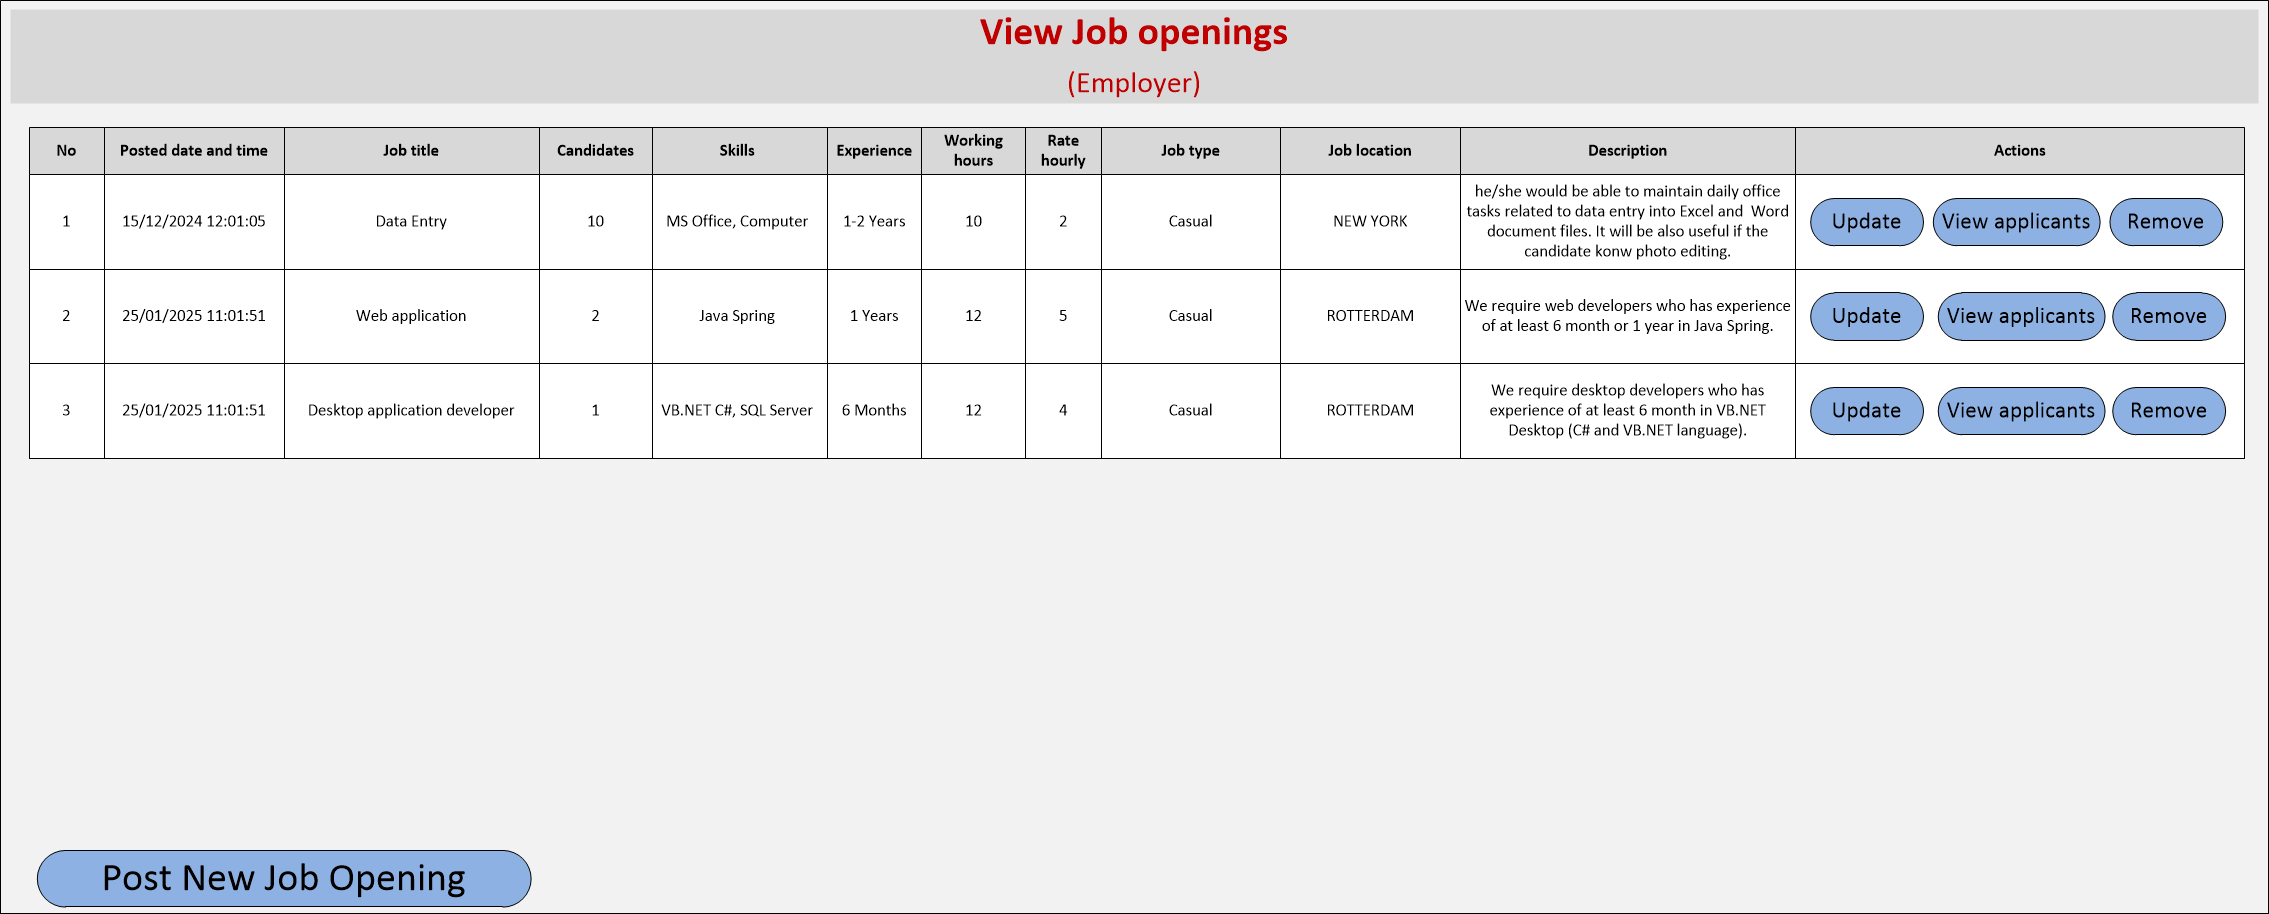 View Job openings
(Employer)
No Posted date and time Job title Candidates Skills Experience Working hours Rate hourly Job type Job location Description Actions
1 15/12/2024 12:01:05 Data Entry 10 MS Office, Computer 1-2 Years 10 2 Casual NEW YORK
he/she would be able to maintain daily office
tasks related to data entry into Excel and  Word
document files. It will be also useful if the
candidate konw photo editing.
Update View applicants Remove
2 25/01/2025 11:01:51 Web application 2 Java Spring 1 Years 12 5 Casual ROTTERDAM
We require web developers who has experience
of at least 6 month or 1 year in Java Spring.
Update View applicants Remove
3 25/01/2025 11:01:51 Desktop application developer 1 VB.NET C#, SQL Server 6 Months 12 4 Casual ROTTERDAM
We require desktop developers who has
experience of at least 6 month in VB.NET
Desktop (C# and VB.NET language).
Update View applicants Remove
Post New Job Opening